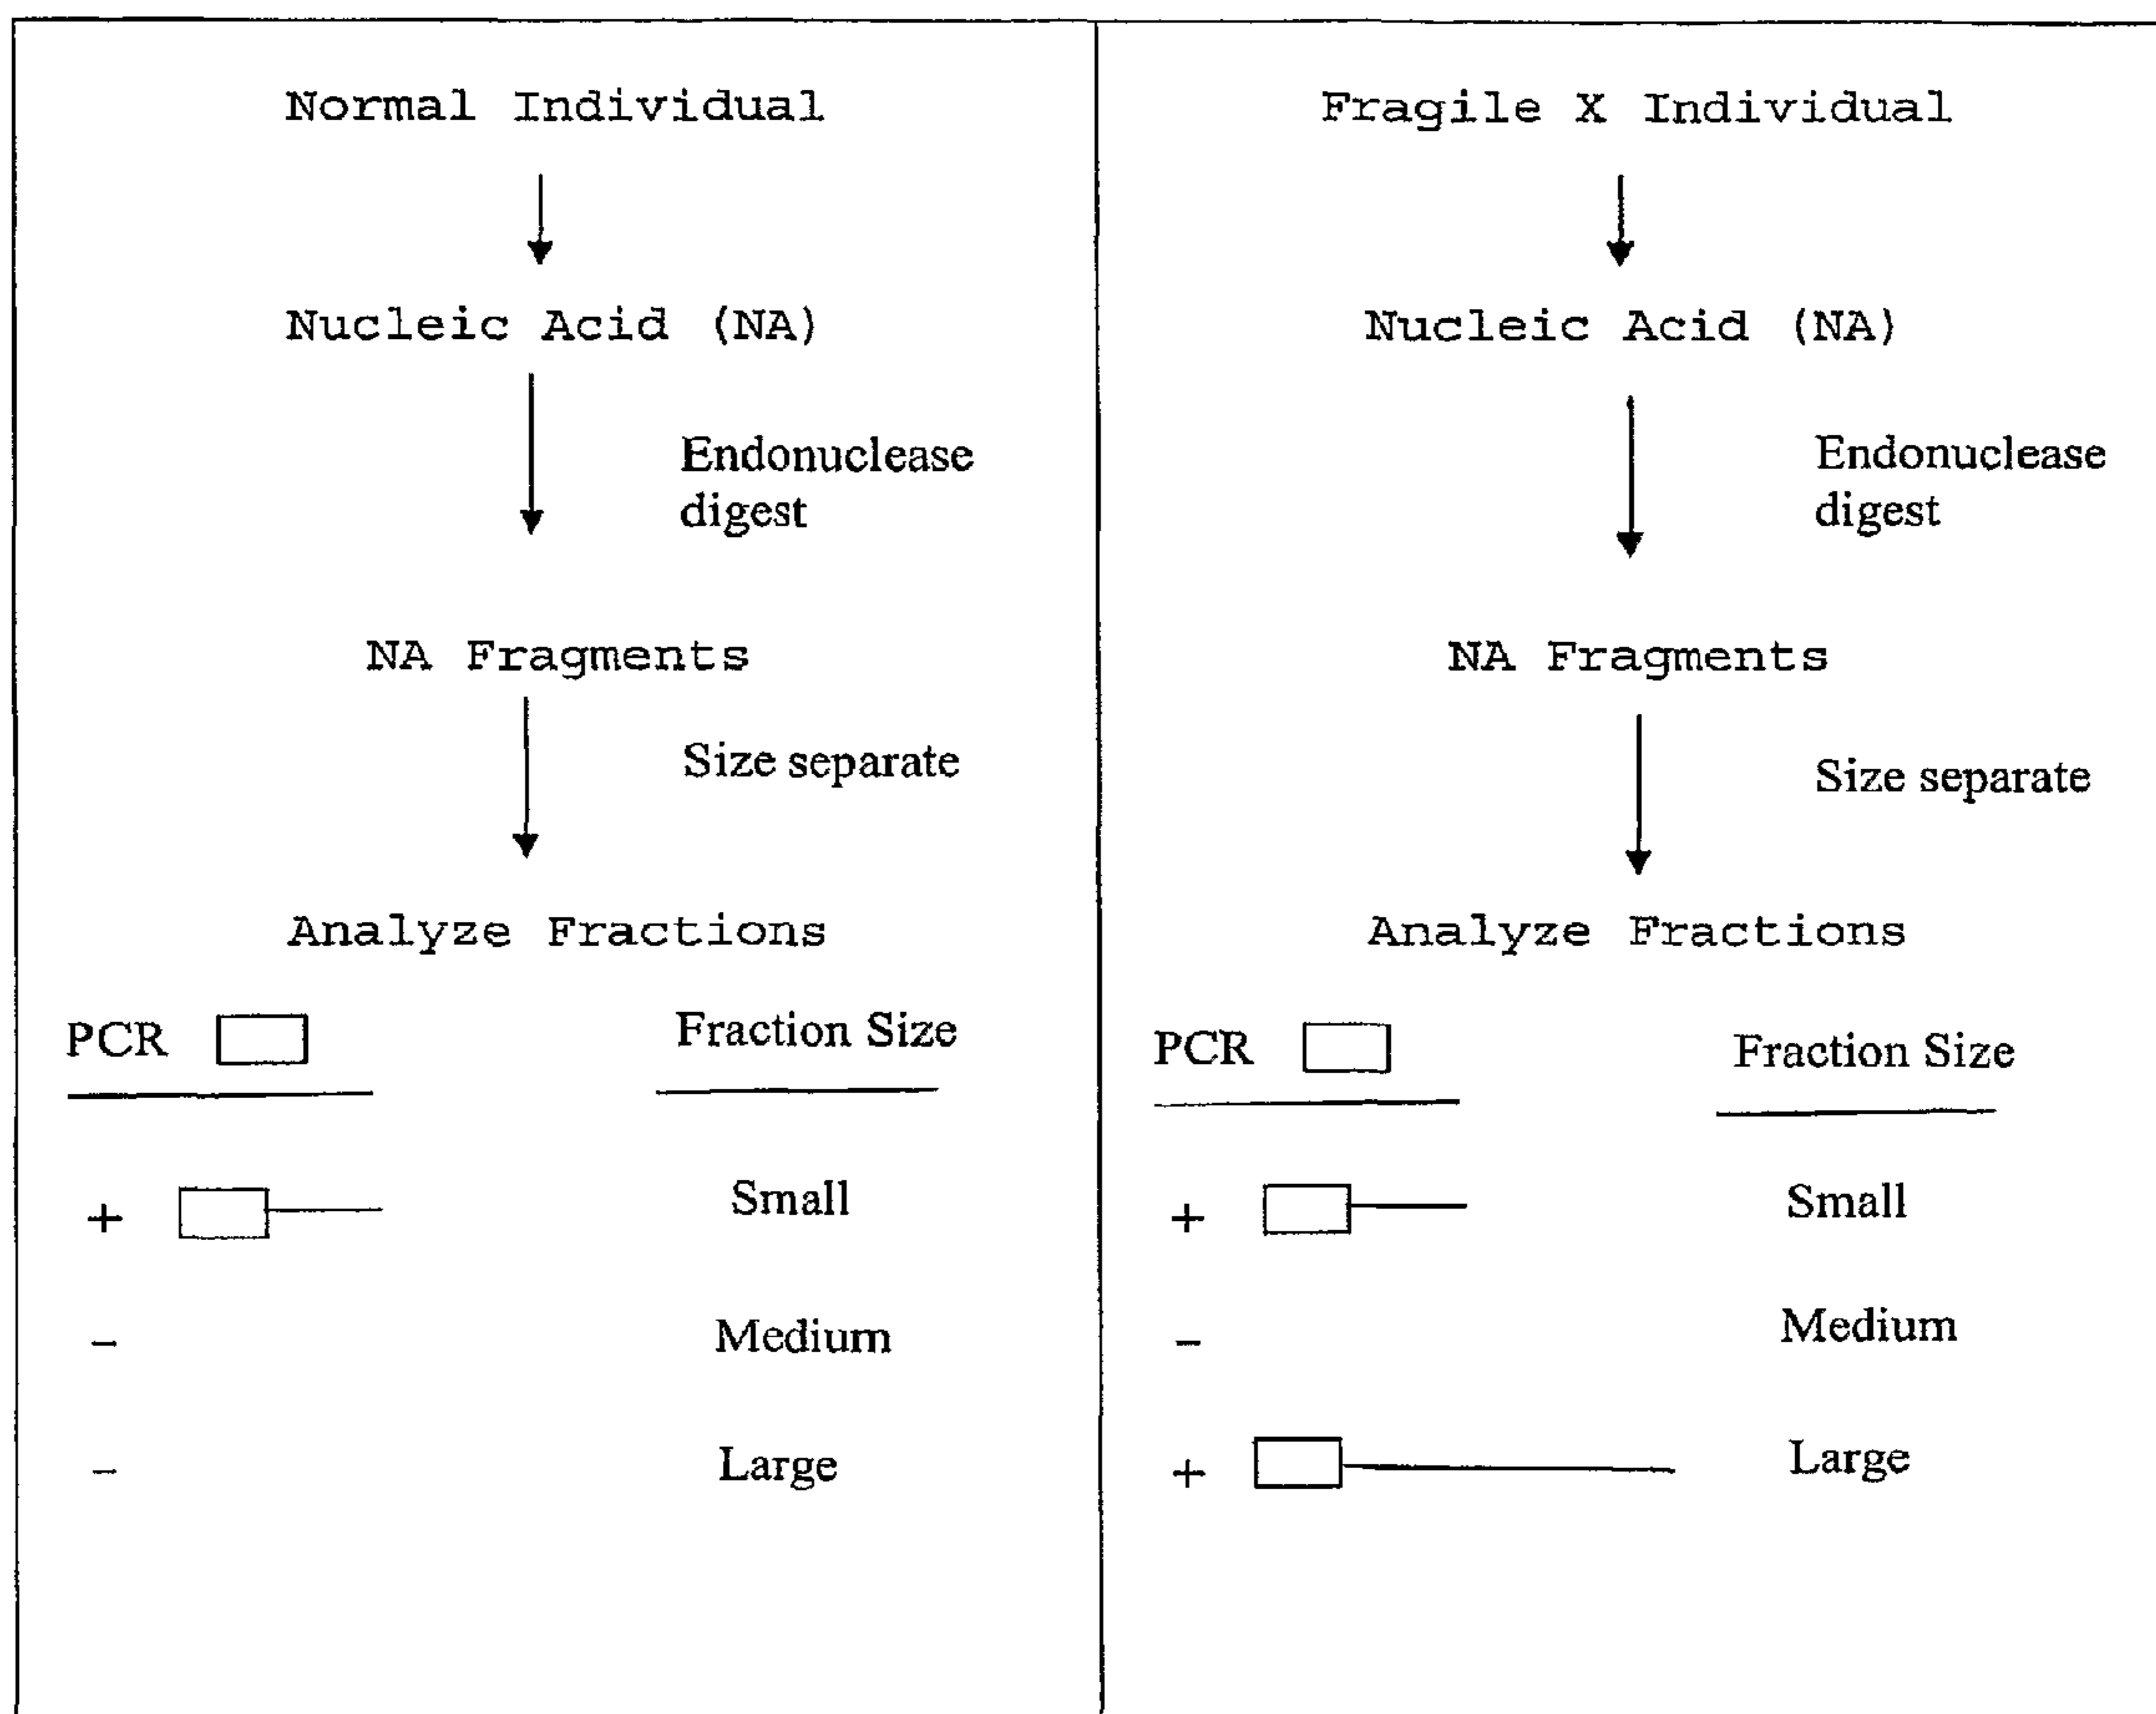 Normal Individual
Nucleic Acid (NA)
Endonuclease
digest
NA Fragments
Size separate
Analyze Fractions
PCR
Fraction Size
+ Small
- Medium
- Large
Fragile X Individual
Nucleic Acid (NA)
Endonuclease
digest
NA Fragments
Size separate
Analyze Fractions
PCR
Fraction Size
+ Small
- Medium
+ Large